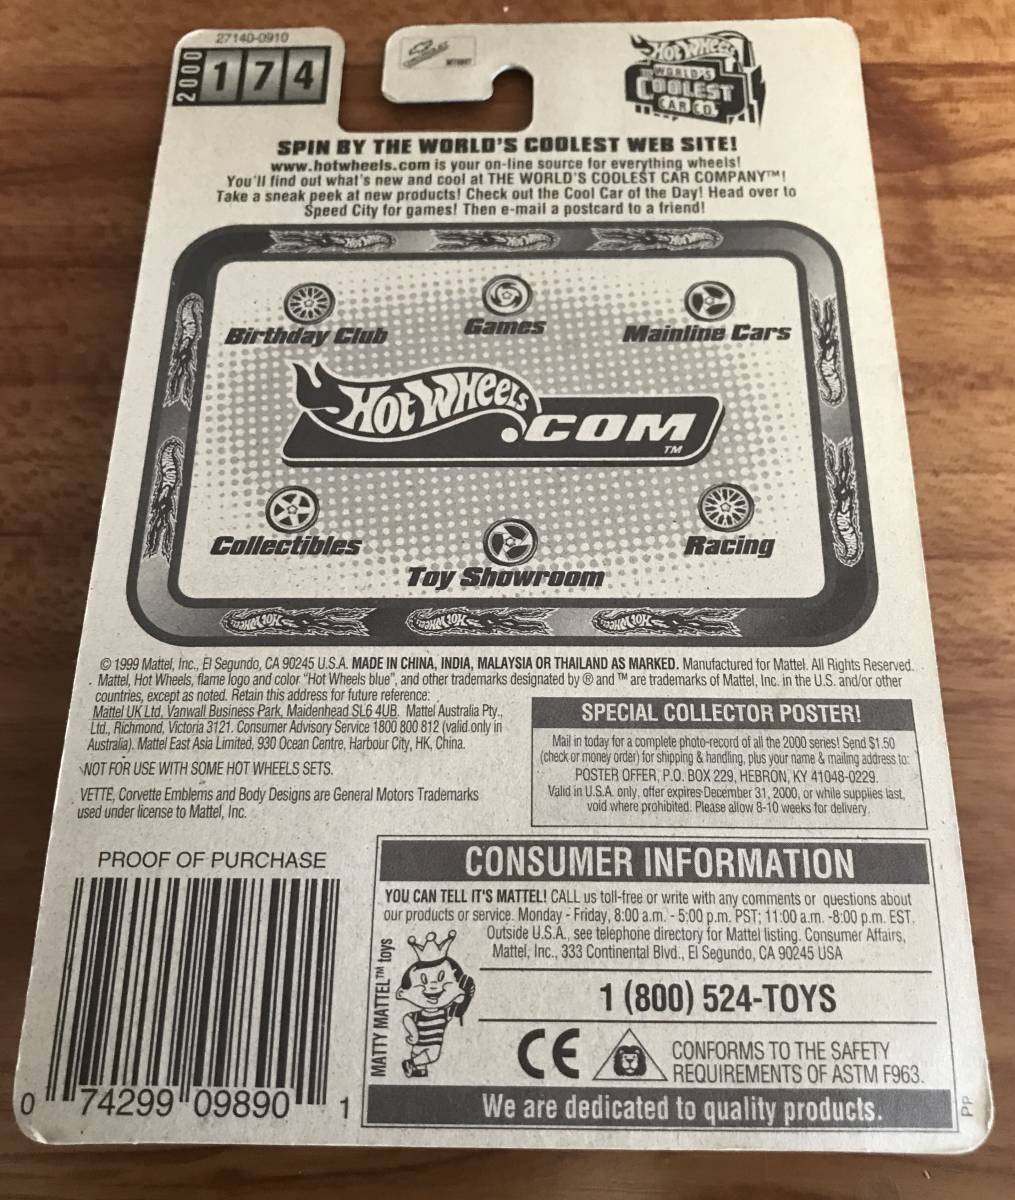 27140-0910
2000
174
HOT WHEELS
WORLD'S
COOLEST
CAR CO.
SPIN BY THE WORLD'S COOLEST WEB SITE!
www.hotwheels.com is your on-line source for everything wheels!
You'll find out what's new and cool at THE WORLD'S COOLEST CAR COMPANY™!
Take a sneak peek at new products! Check out the Cool Car of the Day! Head over to
Speed City for games! Then e-mail a postcard to a friend!
Birthday Club
Games
Mainline Cars
HOT WHEELS
.COM
TM
Collectibles
Toy Showroom
Racing
© 1999 Mattel, Inc., El Segundo, CA 90245 U.S.A. MADE IN CHINA, INDIA, MALAYSIA OR THAILAND AS MARKED. Manufactured for Mattel. All Rights Reserved.
Mattel, Hot Wheels, flame logo and color "Hot Wheels blue", and other trademarks designated by ® and ™ are trademarks of Mattel, Inc. in the U.S. and/or other
countries, except as noted. Retain this address for future reference:
Mattel UK Ltd, Vanwall Business Park, Maidenhead SL6 4UB. Mattel Australia Pty.,
Ltd., Richmond, Victoria 3121. Consumer Advisory Service 1800 800 812 (valid only in
Australia). Mattel East Asia Limited, 930 Ocean Centre, Harbour City, HK, China.
NOT FOR USE WITH SOME HOT WHEELS SETS.
VETTE, Corvette Emblems and Body Designs are General Motors Trademarks
used under license to Mattel, Inc.
SPECIAL COLLECTOR POSTER!
Mail in today for a complete photo-record of all the 2000 series! Send $1.50
(check or money order) for shipping & handling, plus your name & mailing address to:
POSTER OFFER, P.O. BOX 229, HEBRON, KY 41048-0229.
Valid in U.S.A. only, offer expires December 31, 2000, or while supplies last,
void where prohibited. Please allow 8-10 weeks for delivery.
PROOF OF PURCHASE
0 74299 09890 1
CONSUMER INFORMATION
YOU CAN TELL IT'S MATTEL! CALL us toll-free or write with any comments or questions about
our products or service. Monday - Friday, 8:00 a.m. - 5:00 p.m. PST; 11:00 a.m. -8:00 p.m. EST.
Outside U.S.A., see telephone directory for Mattel listing. Consumer Affairs,
Mattel, Inc., 333 Continental Blvd., El Segundo, CA 90245 USA
MATTY MATTEL™ toys
1 (800) 524-TOYS
CE
CONFORMS TO THE SAFETY
REQUIREMENTS OF ASTM F963.
We are dedicated to quality products.
PP